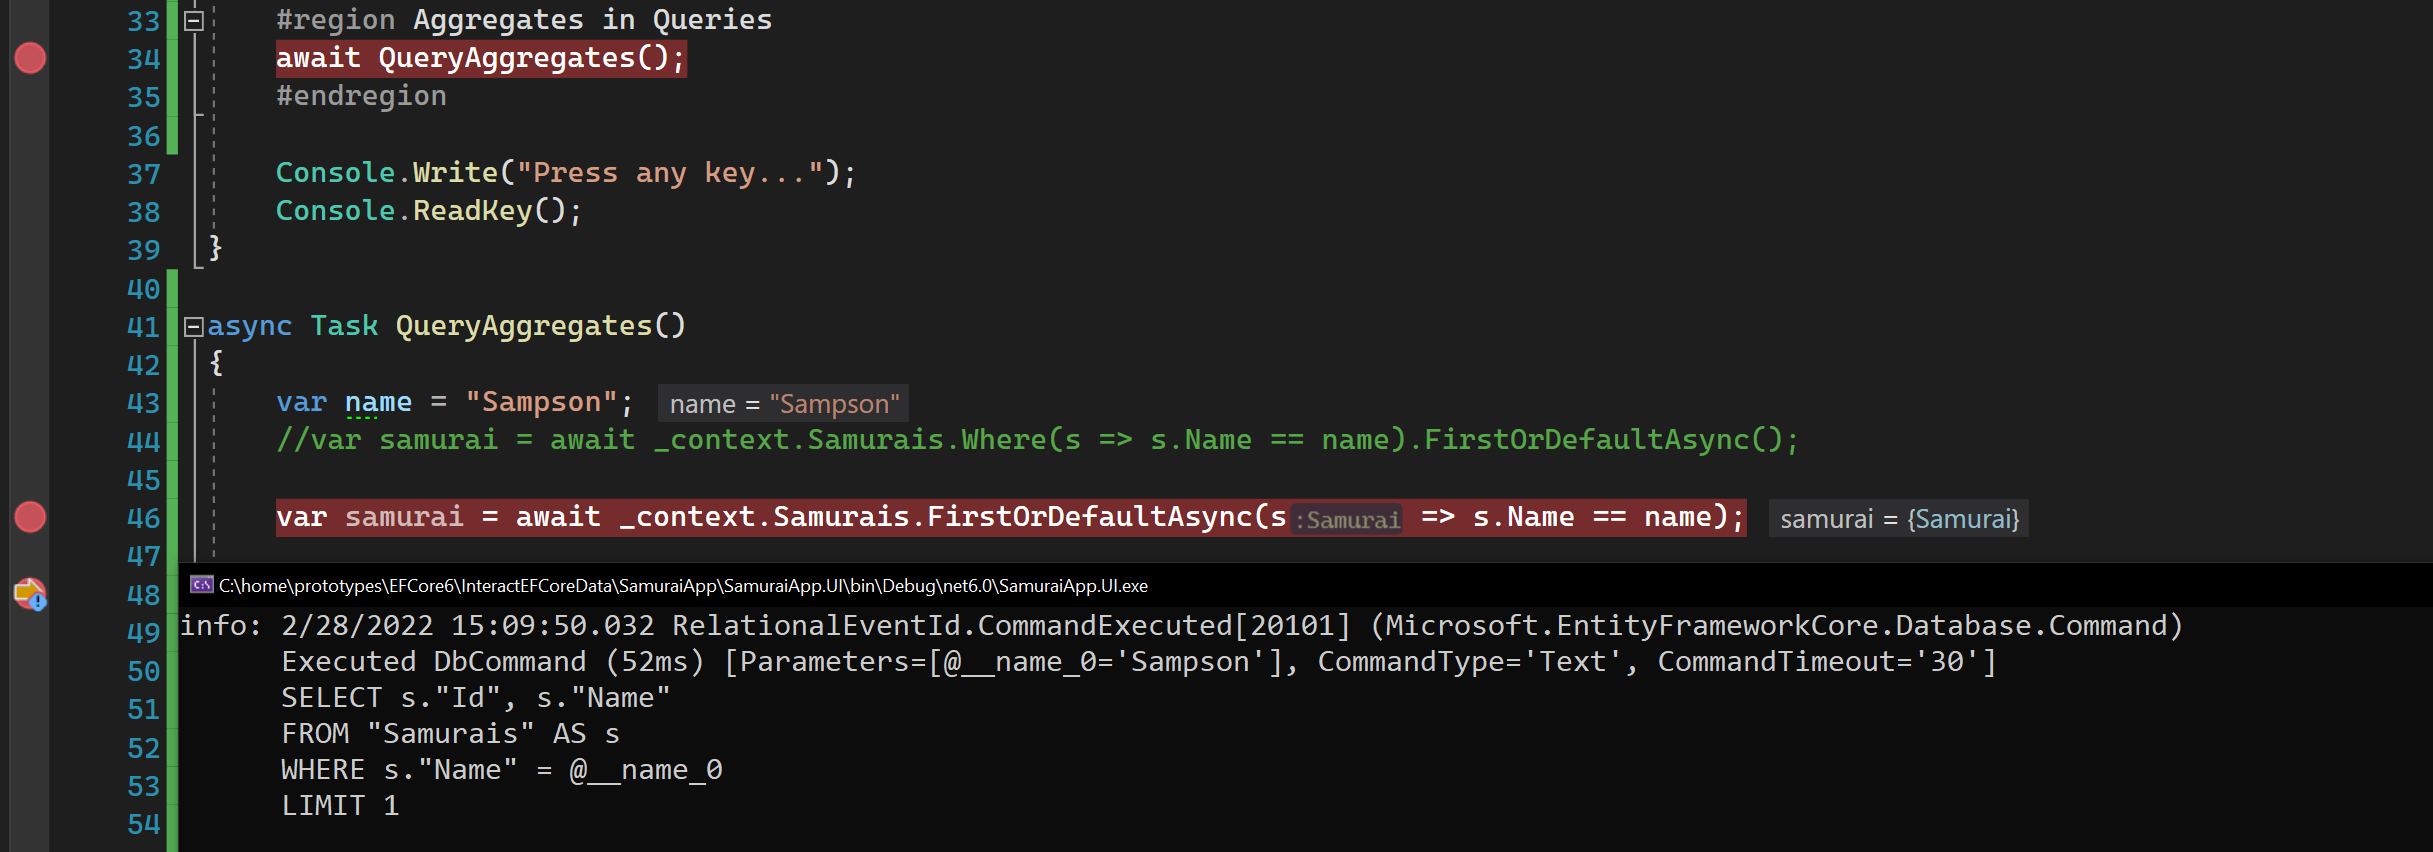 33 #region Aggregates in Queries
34 await QueryAggregates();
35 #endregion
36
37 Console.Write("Press any key...");
38 Console.ReadKey();
39 }
40
41 async Task QueryAggregates()
42 {
43 var name = "Sampson"; name = "Sampson"
44 //var samurai = await _context.Samurais.Where(s => s.Name == name).FirstOrDefaultAsync();
45
46 var samurai = await _context.Samurais.FirstOrDefaultAsync(s :Samurai => s.Name == name); samurai = {Samurai}
47
48 C:\home\prototypes\EFCore6\InteractEFCoreData\SamuraiApp\SamuraiApp.UI\bin\Debug\net6.0\SamuraiApp.UI.exe
49 info: 2/28/2022 15:09:50.032 RelationalEventId.CommandExecuted[20101] (Microsoft.EntityFrameworkCore.Database.Command)
50 Executed DbCommand (52ms) [Parameters=[@__name_0='Sampson'], CommandType='Text', CommandTimeout='30']
51 SELECT s."Id", s."Name"
52 FROM "Samurais" AS s
53 WHERE s."Name" = @__name_0
54 LIMIT 1